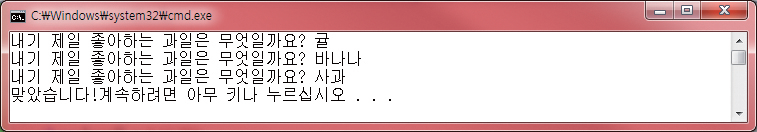 C:₩Windows₩system32₩cmd.exe
내기 제일 좋아하는 과일은 무엇일까요? 귤
내기 제일 좋아하는 과일은 무엇일까요? 바나나
내기 제일 좋아하는 과일은 무엇일까요? 사과
맞았습니다!계속하려면 아무 키나 누르십시오 . . .